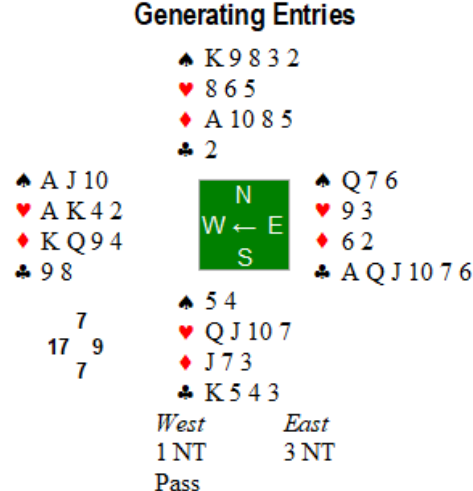 Generating Entries
♠ K 9 8 3 2
♥ 8 6 5
♦ A 10 8 5
♣ 2
♠ A J 10
♥ A K 4 2
♦ K Q 9 4
♣ 9 8
N
W ← E
S
♠ Q 7 6
♥ 9 3
♦ 6 2
♣ A Q J 10 7 6
7
17 9
7
♠ 5 4
♥ Q J 10 7
♦ J 7 3
♣ K 5 4 3
West East
1 NT 3 NT
Pass